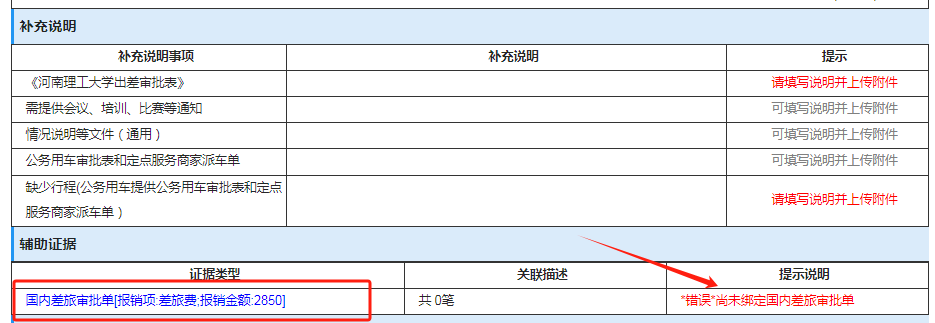 补充说明
补充说明事项 补充说明 提示
《河南理工大学出差审批表》 请填写说明并上传附件
需提供会议、培训、比赛等通知 可填写说明并上传附件
情况说明等文件（通用） 可填写说明并上传附件
公务用车审批表和定点服务商家派车单 可填写说明并上传附件
缺少行程(公务用车提供公务用车审批表和定点
服务商家派车单） 请填写说明并上传附件
辅助证据
证据类型 关联描述 提示说明
国内差旅审批单[报销项:差旅费;报销金额:2850] 共 0笔 *错误*尚未绑定国内差旅审批单